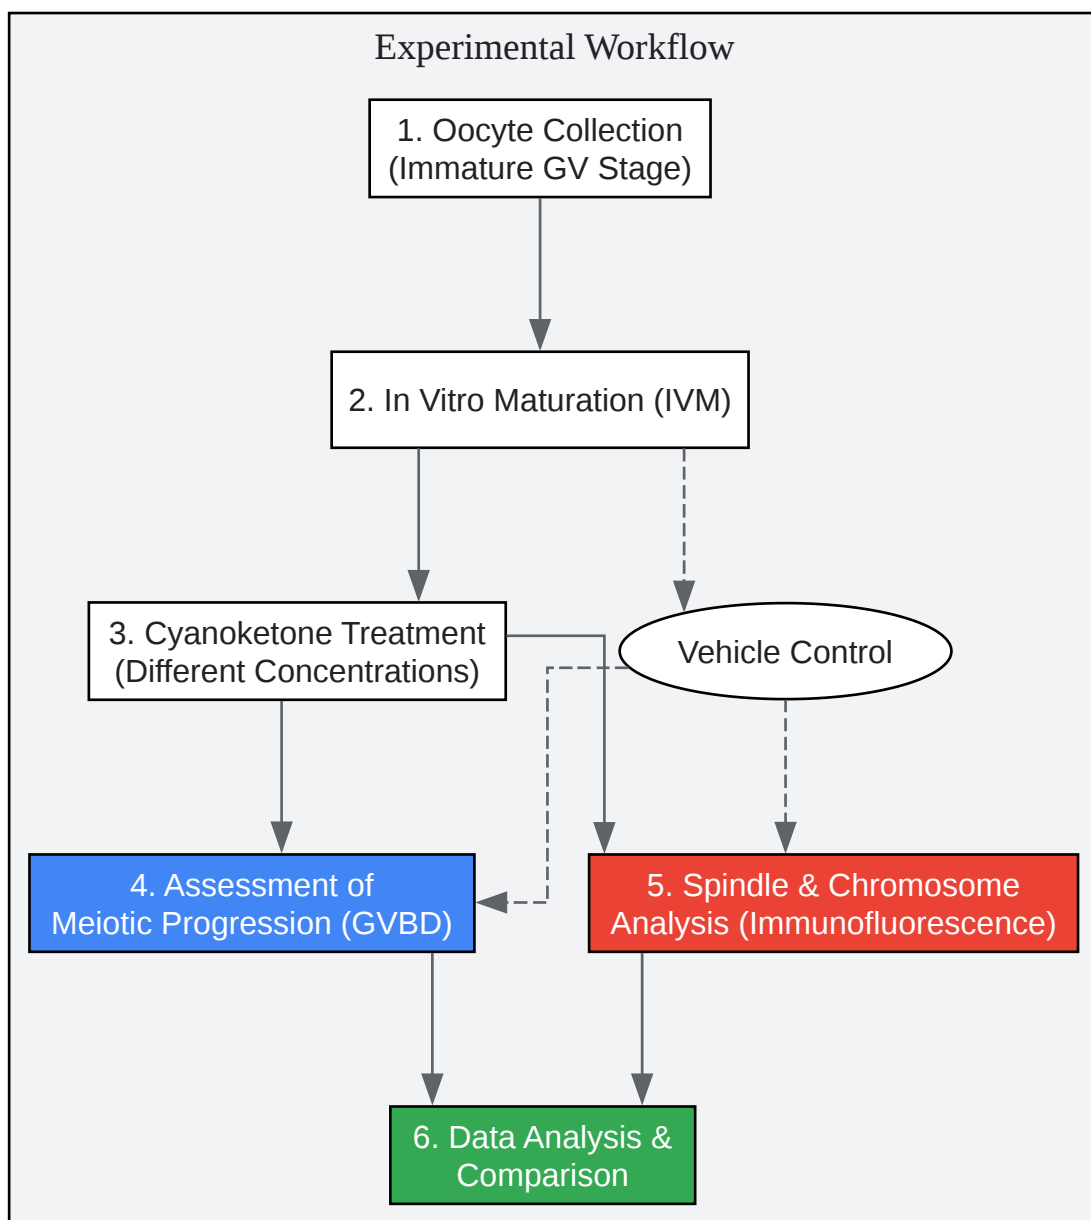 Experimental Workflow
1. Oocyte Collection
(Immature GV Stage)
2. In Vitro Maturation (IVM)
3. Cyanoketone Treatment
(Different Concentrations)
Vehicle Control
4. Assessment of
Meiotic Progression (GVBD)
5. Spindle & Chromosome
Analysis (Immunofluorescence)
6. Data Analysis &
Comparison